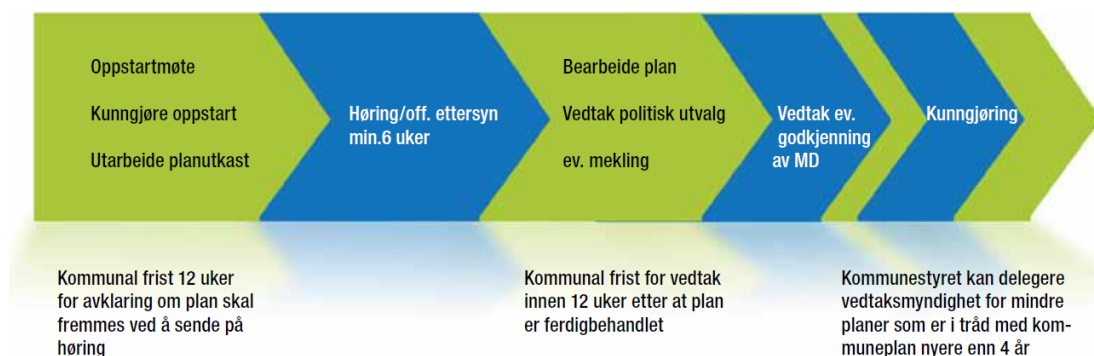 Oppstartmøte
Kunngjøre oppstart
Utarbeide planutkast
Høring/off. ettersyn
min.6 uker
Bearbeide plan
Vedtak politisk utvalg
ev. mekling
Vedtak ev.
godkjenning
av MD
Kunngjøring
Kommunal frist 12 uker
for avklaring om plan skal
fremmes ved å sende på
høring
Kommunal frist for vedtak
innen 12 uker etter at plan
er ferdigbehandlet
Kommunestyret kan delegere
vedtaksmyndighet for mindre
planer som er i tråd med kom-
muneplan nyere enn 4 år